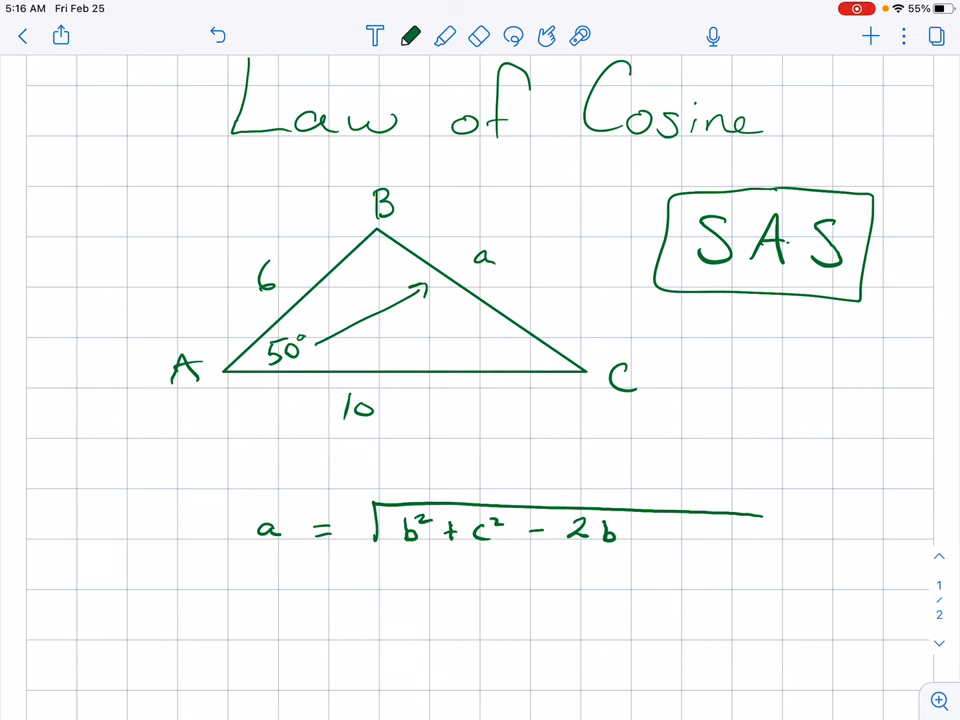 5:16 AM Fri Feb 25
55%
T
Law of Cosine
B
SAS
6
a
50°
A
C
10
a = √b² + c² - 2b
1
/
2